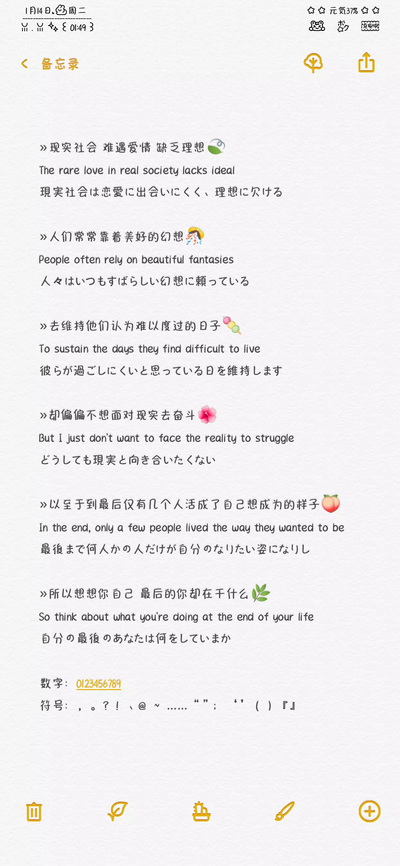 1月14日. 周二
☆☆ 元气37% ☆☆
01:49
备忘录
»现实社会 难遇爱情 缺乏理想🍃
The rare love in real society lacks ideal
現実社会は恋愛に出会いにくく、理想に欠ける
»人们常常靠着美好的幻想
People often rely on beautiful fantasies
人々はいつもすばらしい幻想に頼っている
»去维持他们认为难以度过的日子🍡
To sustain the days they find difficult to live
彼らが過ごしにくいと思っている日を維持します
»却偏偏不想面对现实去奋斗🌺
But I just don't want to face the reality to struggle
どうしても現実と向き合いたくない
»以至于到最后仅有几个人活成了自己想成为的样子🍑
In the end, only a few people lived the way they wanted to be
最後まで何人かの人だけが自分のなりたい姿になりし
»所以想想你自己 最后的你却在干什么🌿
So think about what you're doing at the end of your life
自分の最後のあなたは何をしていまか
数字：0123456789
符号：，。？！、@ ~ …… “ ”； ‘ ’ ( ) 『』